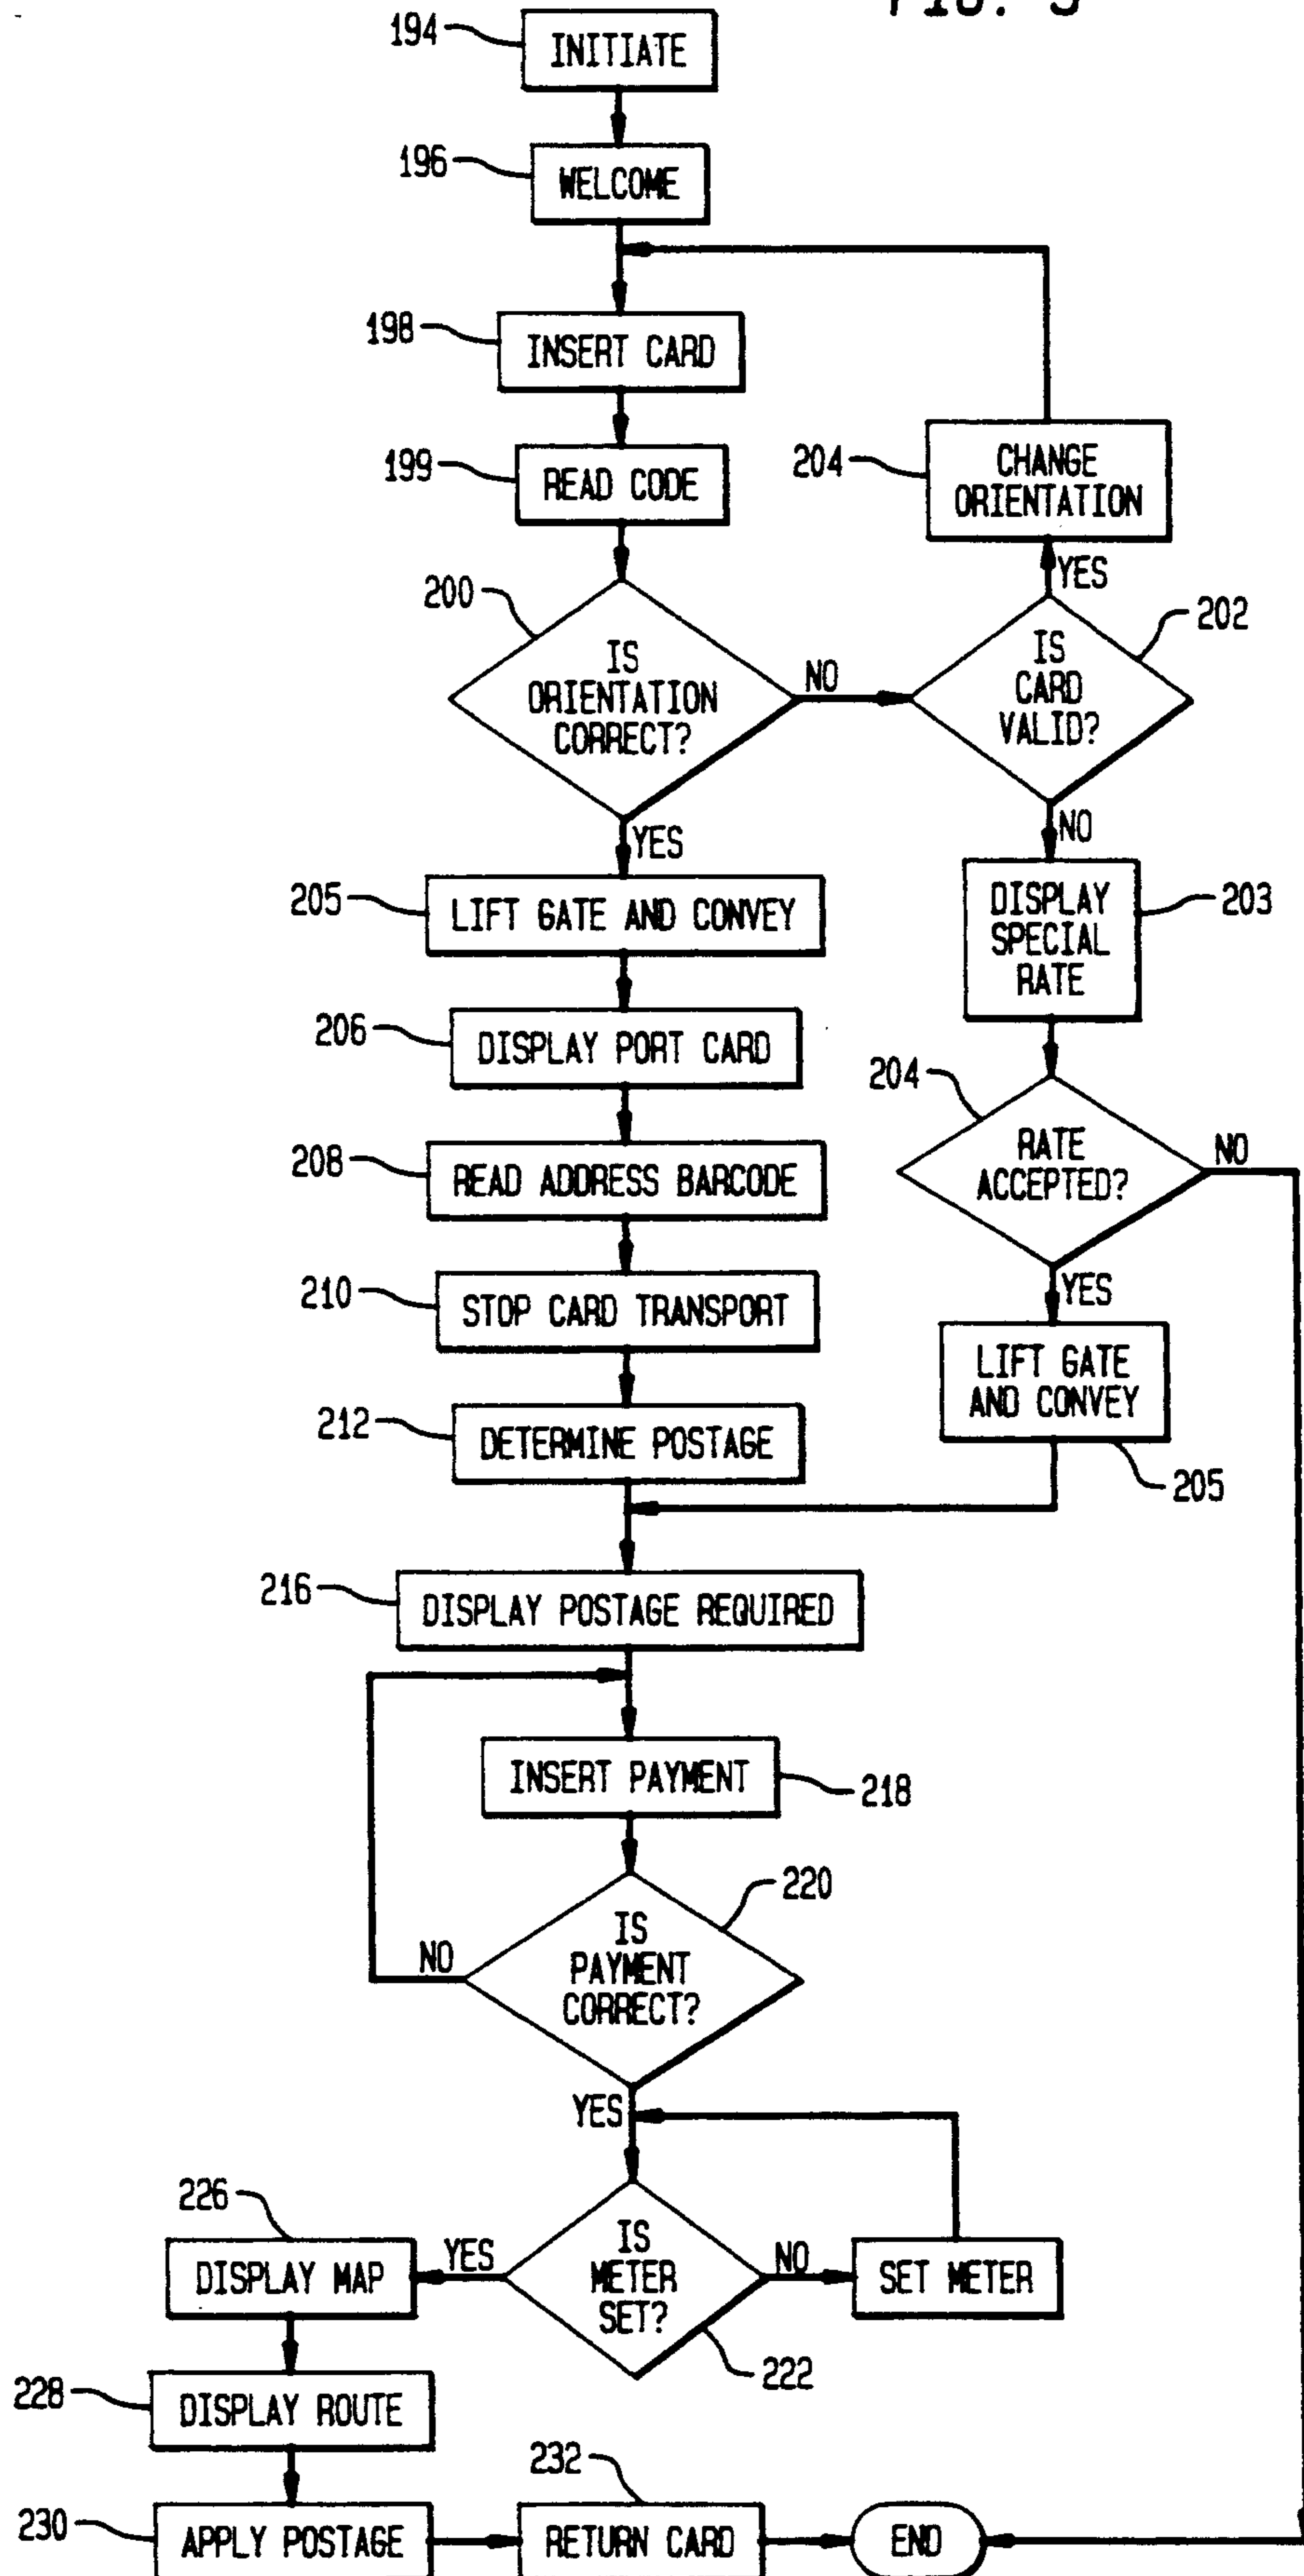 194
INITIATE
196
WELCOME
198
INSERT CARD
199
READ CODE
204
CHANGE
ORIENTATION
YES
200
IS
ORIENTATION
CORRECT?
NO
202
IS
CARD
VALID?
YES
NO
205
LIFT GATE AND CONVEY
DISPLAY
SPECIAL
RATE
203
206
DISPLAY PORT CARD
204
RATE
ACCEPTED?
NO
208
READ ADDRESS BARCODE
YES
210
STOP CARD TRANSPORT
LIFT GATE
AND CONVEY
205
212
DETERMINE POSTAGE
216
DISPLAY POSTAGE REQUIRED
INSERT PAYMENT
218
220
IS
PAYMENT
CORRECT?
NO
YES
226
DISPLAY MAP
YES
IS
METER
SET?
NO
SET METER
222
228
DISPLAY ROUTE
232
230
APPLY POSTAGE
RETURN CARD
END